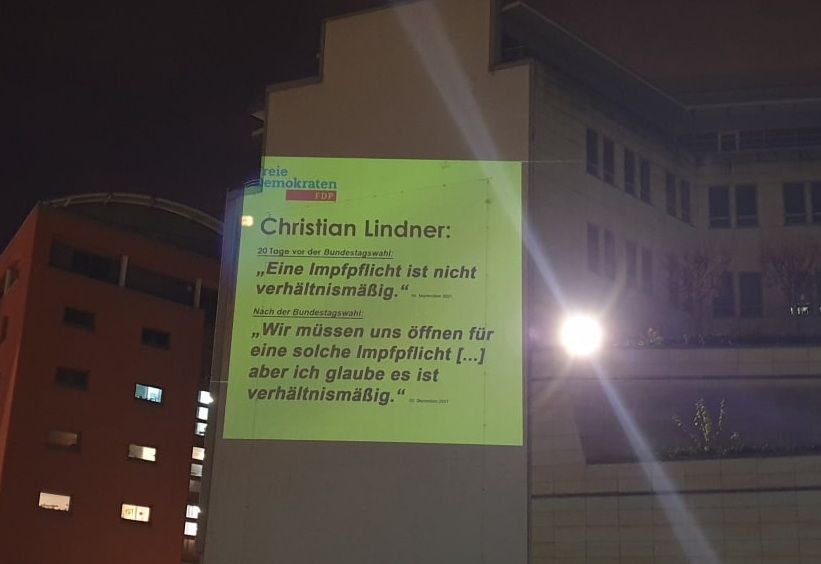 reie
emokraten
FDP
Christian Lindner:
20 Tage vor der Bundestagswahl:
„Eine Impfpflicht ist nicht
verhältnismäßig.“
Nach der Bundestagswahl:
„Wir müssen uns öffnen für
eine solche Impfpflicht [...]
aber ich glaube es ist
verhältnismäßig.“